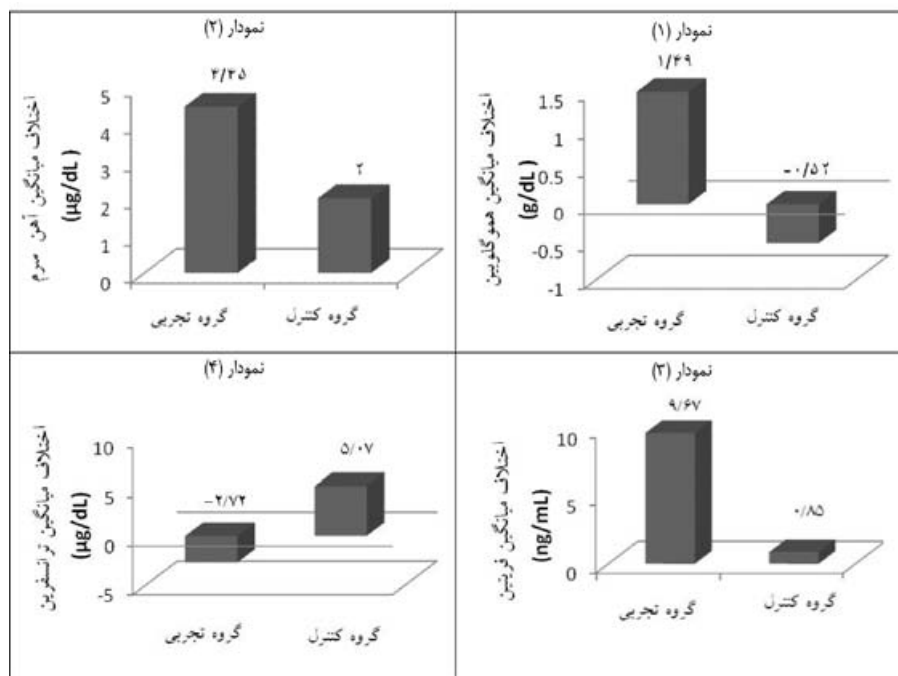 نمودار (۱)
۱/۴۹
-۰/۵۲
اختلاف میانگین هموگلوبین
(g/dL)
1.5
1
0.5
0
-0.5
-1
گروه تجربی
گروه کنترل
نمودار (۲)
۴/۳۵
۲
اختلاف میانگین آهن سرم
(µg/dL)
5
4
3
2
1
0
گروه تجربی
گروه کنترل
نمودار (۳)
۹/۶۷
۰/۸۵
اختلاف میانگین فریتین
(ng/mL)
10
5
0
گروه تجربی
گروه کنترل
نمودار (۴)
-۲/۷۲
۵/۰۷
اختلاف میانگین ترانسفرین
(µg/dL)
10
5
0
-5
گروه تجربی
گروه کنترل